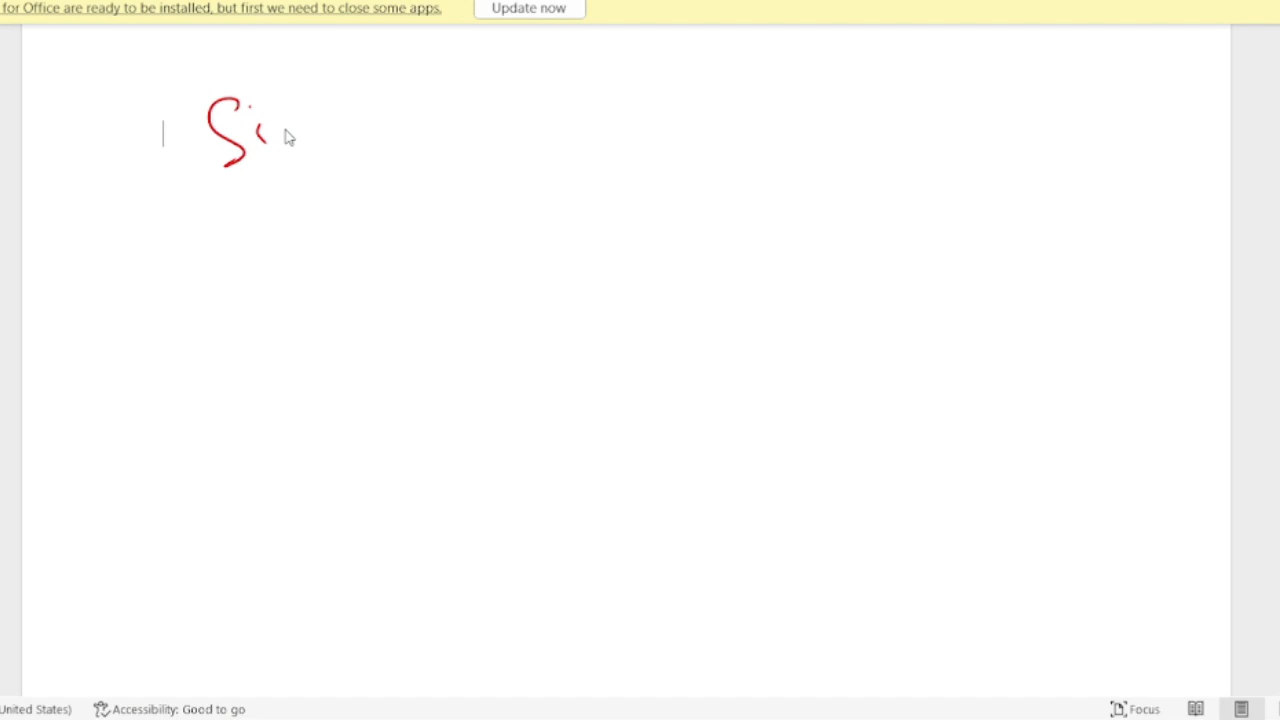 for Office are ready to be installed, but first we need to close some apps. Update now
Si
United States) Accessibility: Good to go Focus